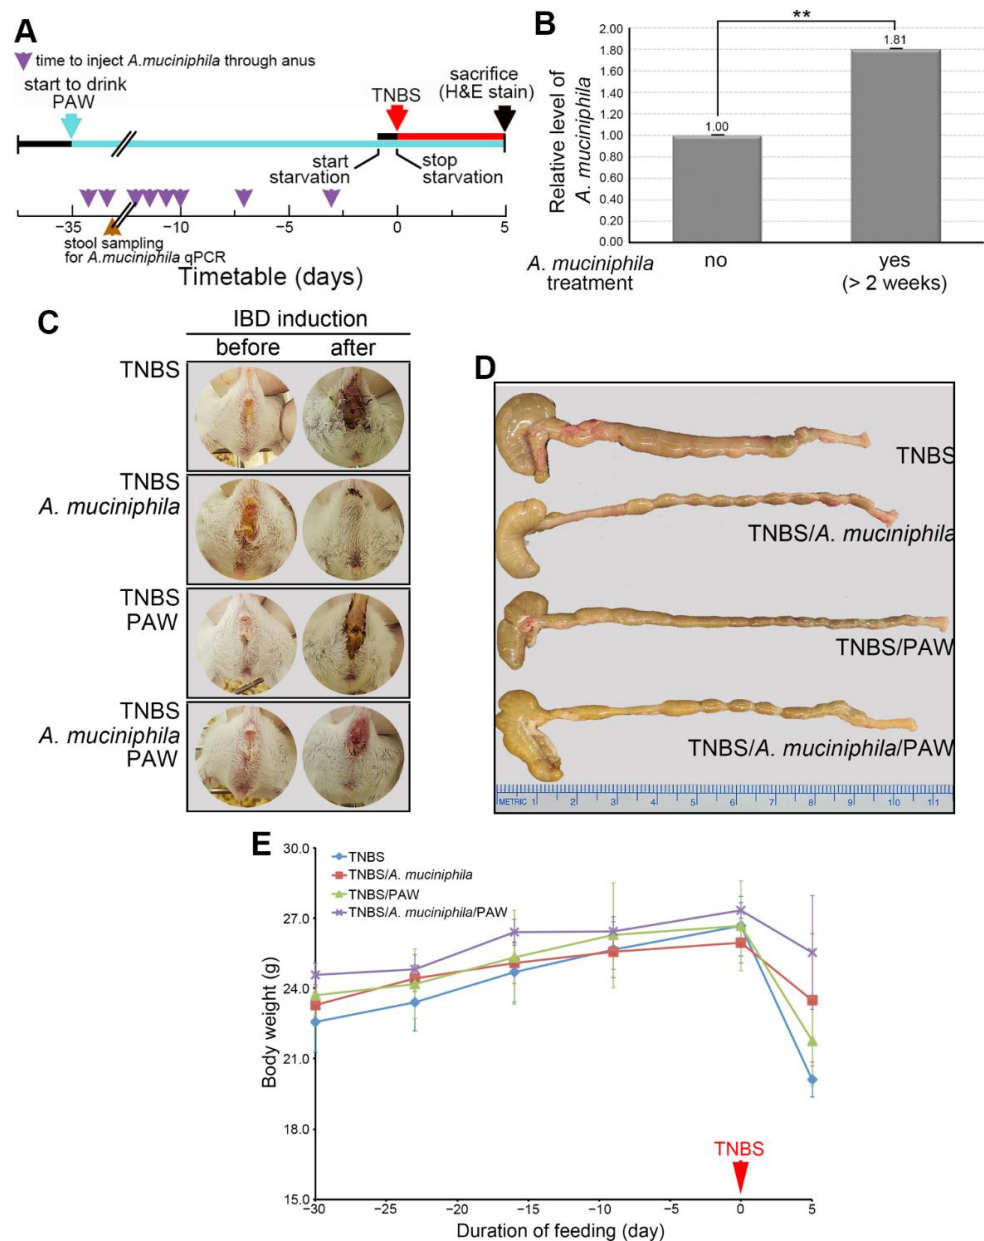 A
time to inject A.muciniphila through anus
start to drink
PAW
TNBS
sacrifice
(H&E stain)
start
starvation
stop
starvation
−35
−10
−5
0
5
stool sampling
for A.muciniphila qPCR
Timetable (days)
B
**
Relative level of
A. muciniphila
2.00
1.80
1.60
1.40
1.20
1.00
0.80
0.60
0.40
0.20
0.00
1.00
1.81
A. muciniphila
treatment
no
yes
(> 2 weeks)
C
IBD induction
before
after
TNBS
TNBS
A. muciniphila
TNBS
PAW
TNBS
A. muciniphila
PAW
D
TNBS
TNBS/A. muciniphila
TNBS/PAW
TNBS/A. muciniphila/PAW
METRIC 1 2 3 4 5 6 7 8 9 10 11
E
TNBS
TNBS/A. muciniphila
TNBS/PAW
TNBS/A. muciniphila/PAW
Body weight (g)
30.0
27.0
24.0
21.0
18.0
15.0
TNBS
−30
−25
−20
−15
−10
−5
0
5
Duration of feeding (day)